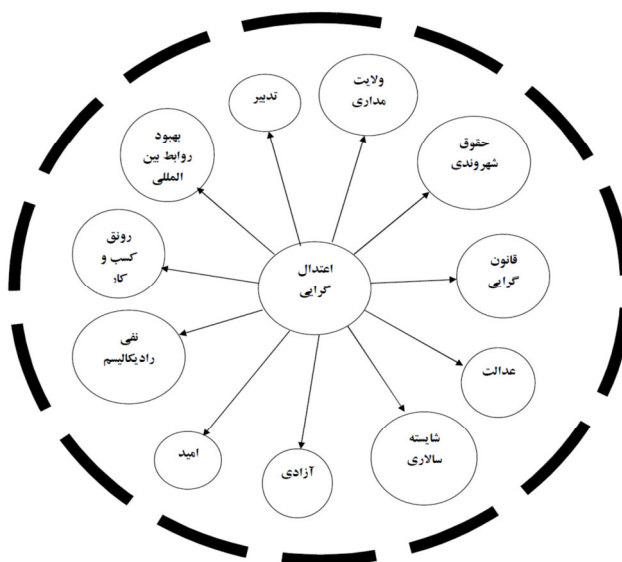 ولایت
مداری
تدبیر
حقوق
شهروندی
بهبود
روابط بین
المللی
اعتدال
گرایی
قانون
گرایی
رونق
کسب و
کار
نفی
رادیکالیسم
عدالت
شایسته
سالاری
امید
آزادی